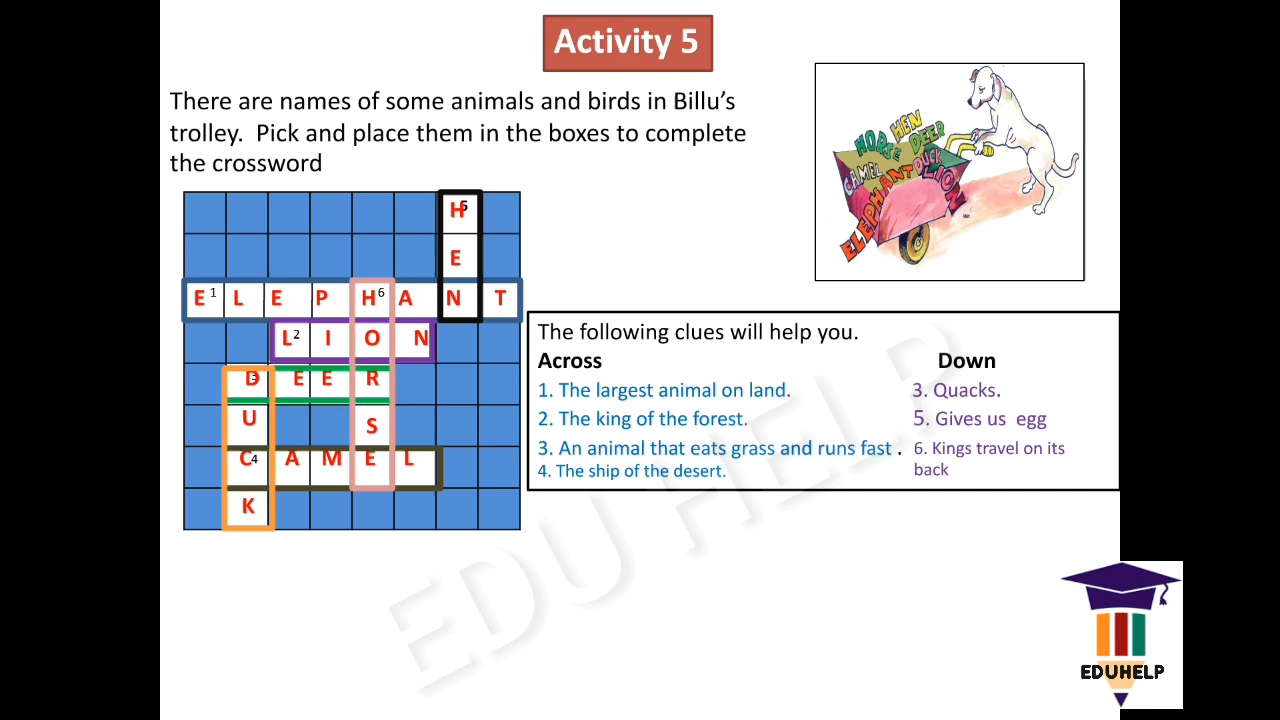 Activity 5
There are names of some animals and birds in Billu's
trolley. Pick and place them in the boxes to complete
the crossword
HEN
HORSE DEER
CAMEL DUCK
ELEPHANT LION
H5
E
E1 L E P H6 A N T
L2 I O N
D3 E E R
U S
C4 A M E L
K
The following clues will help you.
Across Down
1. The largest animal on land. 3. Quacks.
2. The king of the forest. 5. Gives us egg
3. An animal that eats grass and runs fast . 6. Kings travel on its
back
4. The ship of the desert.
EDU HELP
EDUHELP